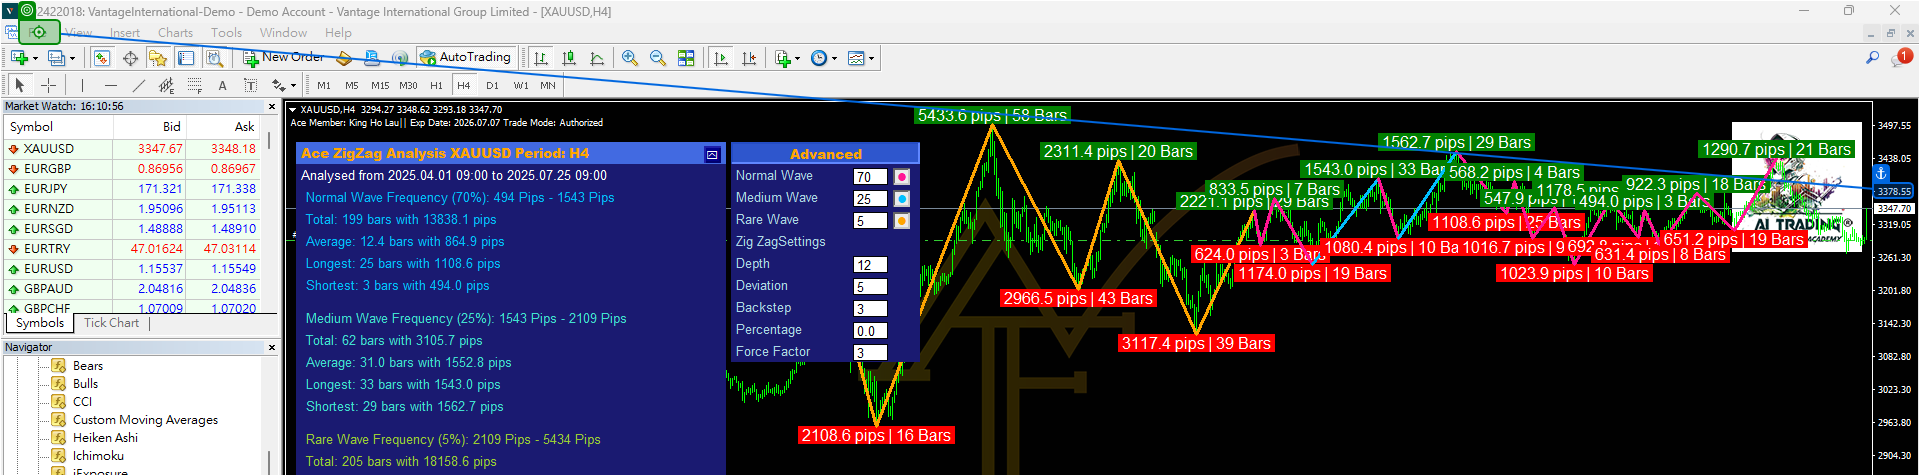 2422018: VantageInternational-Demo - Demo Account - Vantage International Group Limited - [XAUUSD,H4]
View Insert Charts Tools Window Help
New Order AutoTrading
1
A T M1 M5 M15 M30 H1 H4 D1 W1 MN
Market Watch: 16:10:56
Symbol Bid Ask
XAUUSD 3347.67 3348.18
EURGBP 0.86956 0.86967
EURJPY 171.321 171.338
EURNZD 1.95096 1.95113
EURSGD 1.48888 1.48910
EURTRY 47.01624 47.03114
EURUSD 1.15537 1.15549
GBPAUD 2.04816 2.04836
GBPCHF 1.07009 1.07020
Symbols Tick Chart
Navigator
Bears
Bulls
CCI
Custom Moving Averages
Heiken Ashi
Ichimoku
iExposure
XAUUSD,H4 3294.27 3348.62 3293.18 3347.70
Ace Member: King Ho Lau|| Exp Date: 2026.07.07 Trade Mode: Authorized
Ace ZigZag Analysis XAUUSD Period: H4
Analysed from 2025.04.01 09:00 to 2025.07.25 09:00
Normal Wave Frequency (70%): 494 Pips - 1543 Pips
Total: 199 bars with 13838.1 pips
Average: 12.4 bars with 864.9 pips
Longest: 25 bars with 1108.6 pips
Shortest: 3 bars with 494.0 pips
Medium Wave Frequency (25%): 1543 Pips - 2109 Pips
Total: 62 bars with 3105.7 pips
Average: 31.0 bars with 1552.8 pips
Longest: 33 bars with 1543.0 pips
Shortest: 29 bars with 1562.7 pips
Rare Wave Frequency (5%): 2109 Pips - 5434 Pips
Total: 205 bars with 18158.6 pips
Advanced
Normal Wave 70
Medium Wave 25
Rare Wave 5
Zig ZagSettings
Depth 12
Deviation 5
Backstep 3
Percentage 0.0
Force Factor 3
5433.6 pips | 58 Bars
2311.4 pips | 20 Bars
1562.7 pips | 29 Bars
1290.7 pips | 21 Bars
1543.0 pips | 33 Bars
568.2 pips | 4 Bars
833.5 pips | 7 Bars
1178.5 pips
922.3 pips | 18 Bars
2221.1 pips | 39 Bars
547.9
494.0 pips | 3 Bars
1108.6 pips | 25 Bars
624.0 pips | 3 Bars
1080.4 pips | 10 Ba
1016.7 pips | 9
692.8 pips
651.2 pips | 19 Bars
631.4 pips | 8 Bars
1174.0 pips | 19 Bars
1023.9 pips | 10 Bars
2966.5 pips | 43 Bars
3117.4 pips | 39 Bars
2108.6 pips | 16 Bars
AI TRADING®
ACADEMY
3497.55
3438.05
3378.55
3347.70
3319.05
3261.30
3201.80
3142.30
3082.80
3023.30
2963.80
2904.30